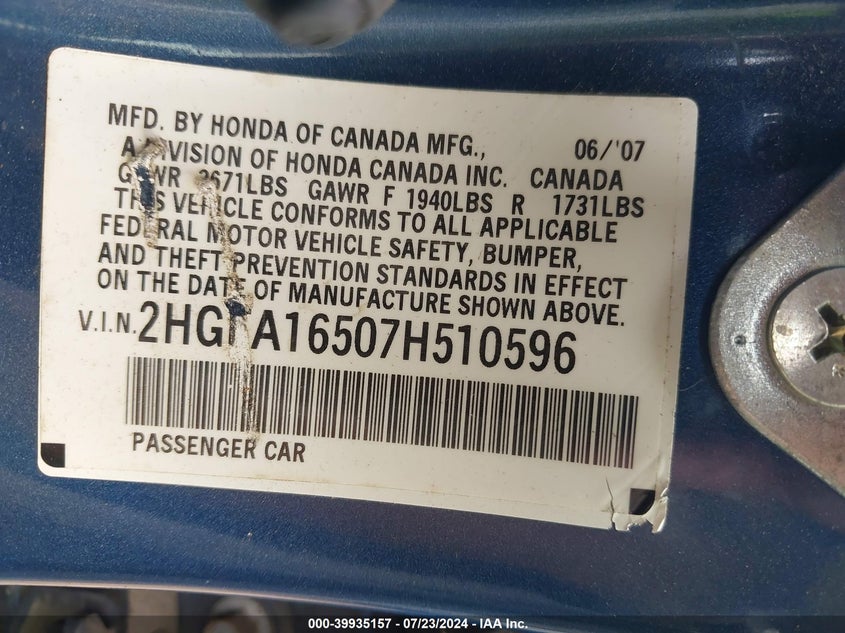 MFD. BY HONDA OF CANADA MFG., 06/'07
A DIVISION OF HONDA CANADA INC. CANADA
GVWR 3671LBS GAWR F 1940LBS R 1731LBS
THIS VEHICLE CONFORMS TO ALL APPLICABLE
FEDERAL MOTOR VEHICLE SAFETY, BUMPER,
AND THEFT PREVENTION STANDARDS IN EFFECT
ON THE DATE OF MANUFACTURE SHOWN ABOVE.
V.I.N. 2HGFA16507H510596
PASSENGER CAR
000-39935157 - 07/23/2024 - IAA Inc.